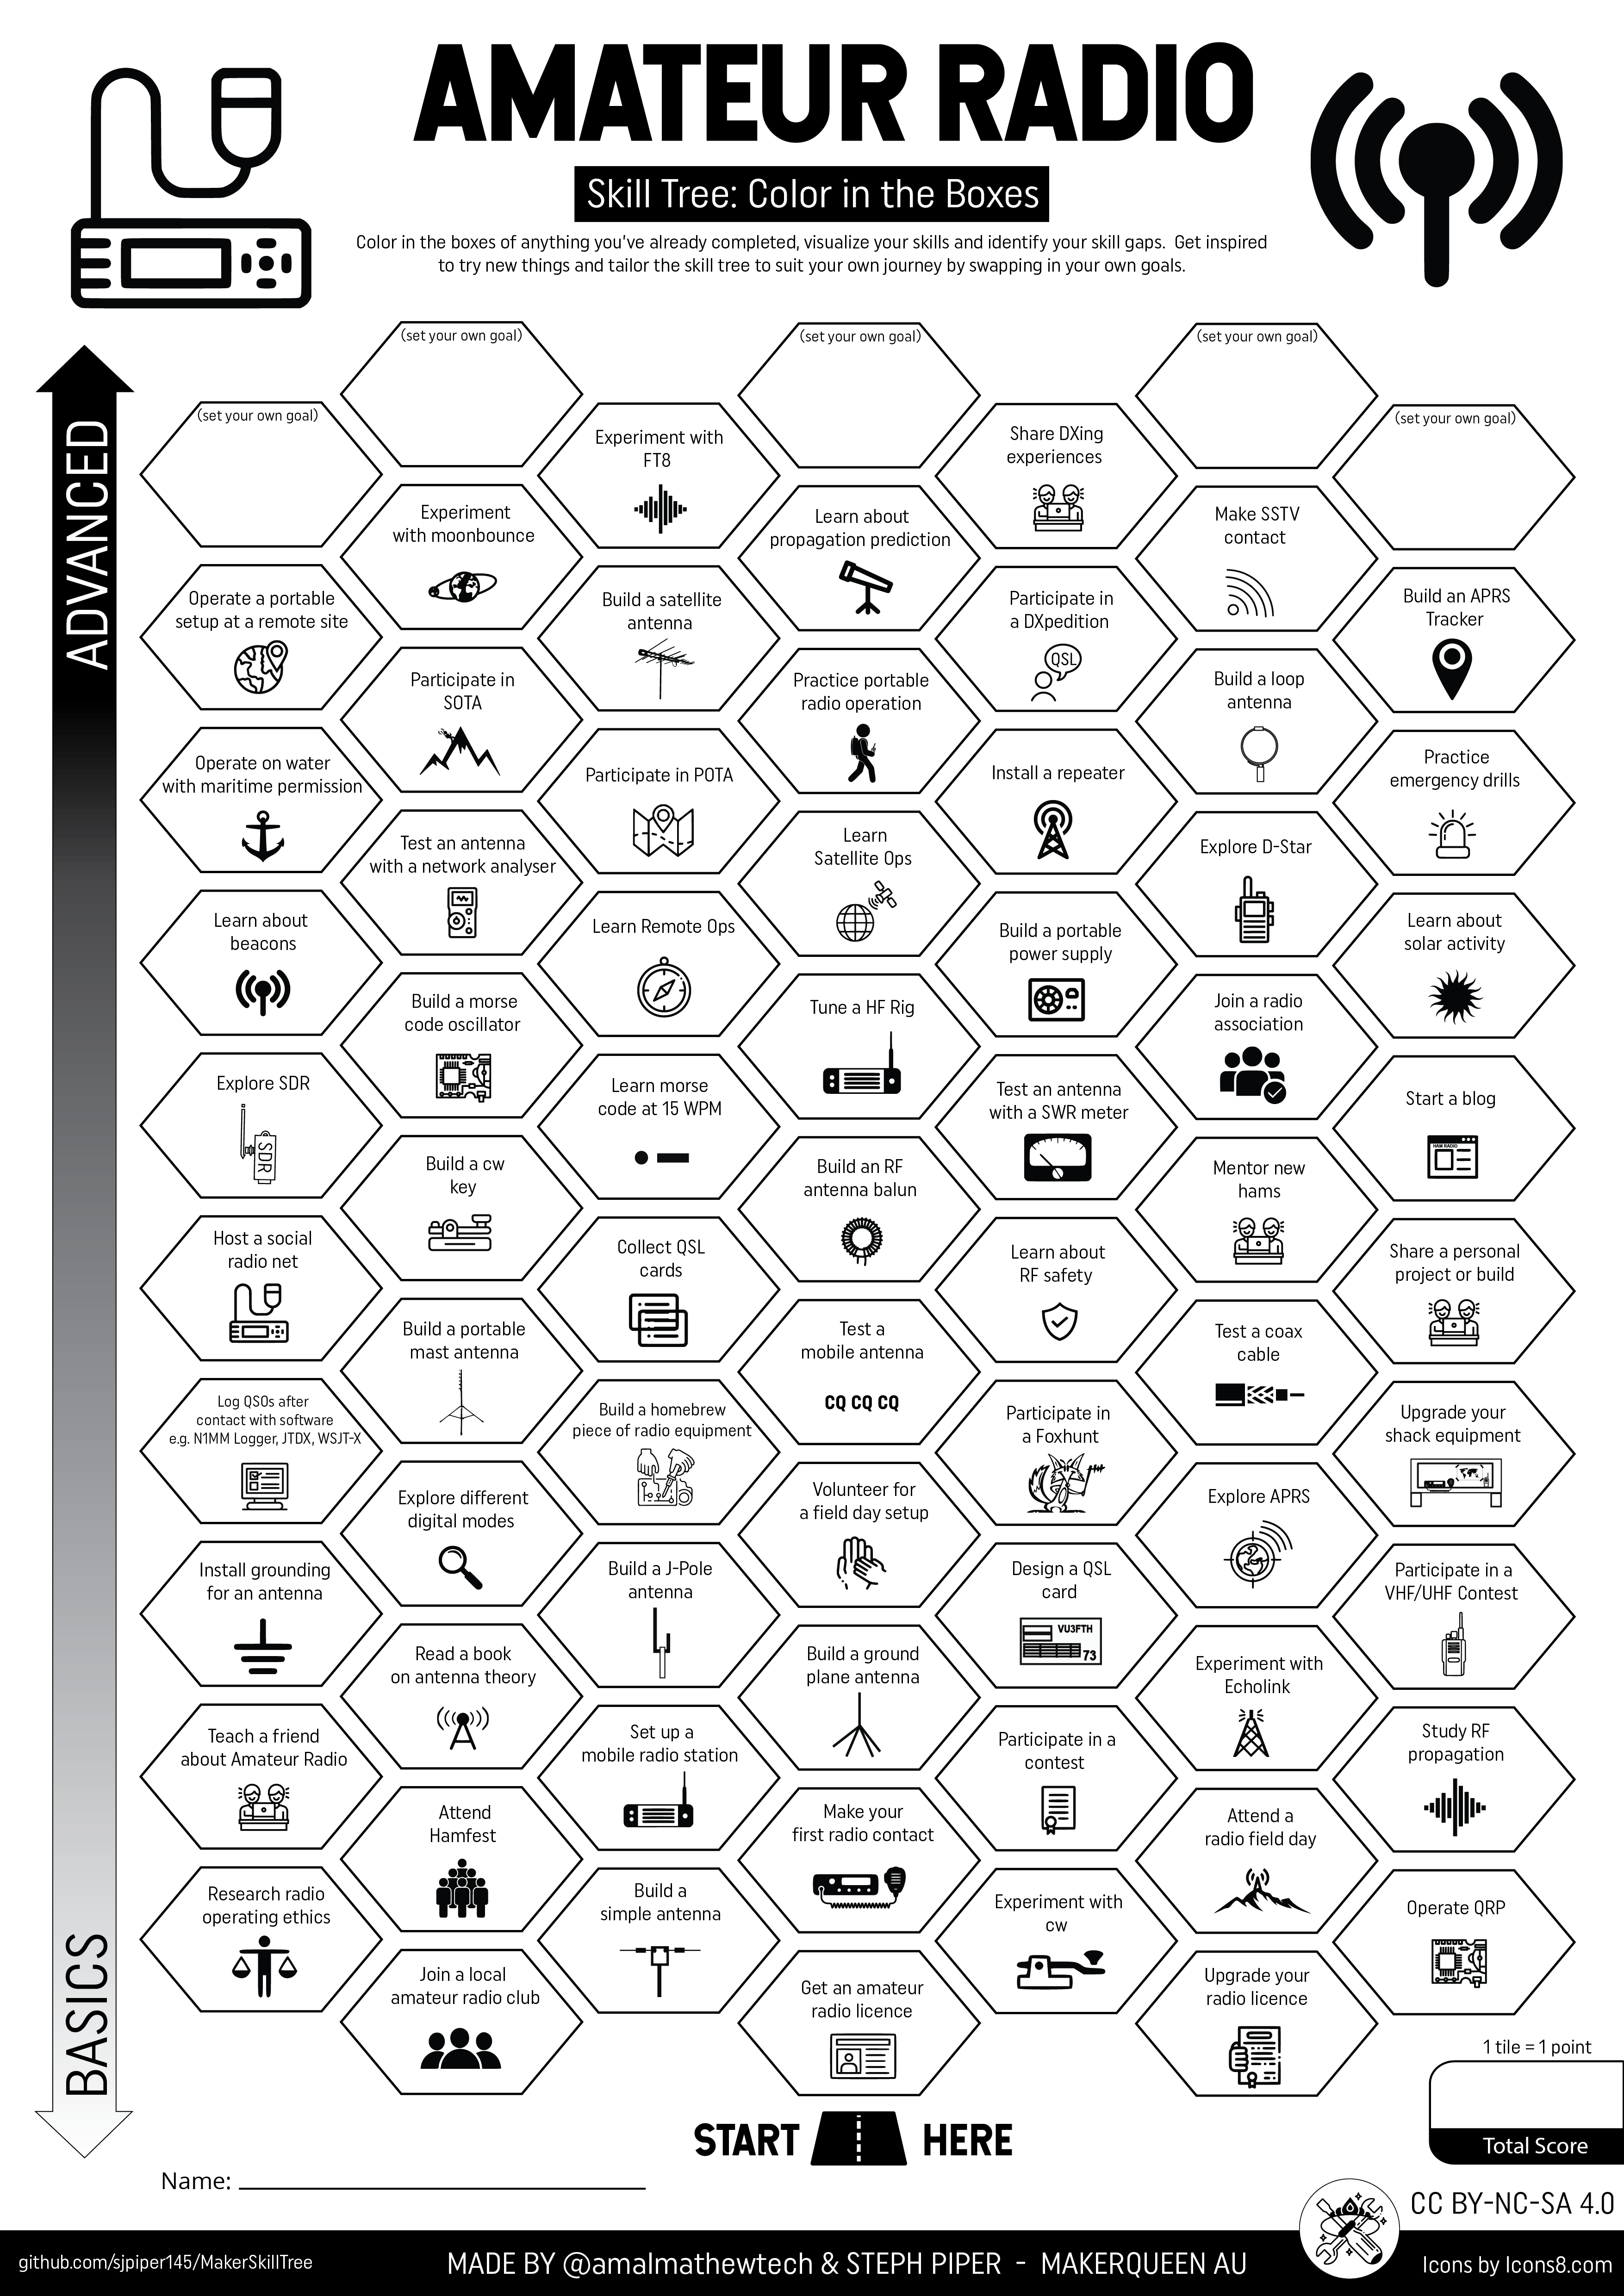 AMATEUR RADIO
Skill Tree: Color in the Boxes
Color in the boxes of anything you've already completed, visualize your skills and identify your skill gaps. Get inspired
to try new things and tailor the skill tree to suit your own journey by swapping in your own goals.
ADVANCED
BASICS
(set your own goal)
(set your own goal)
(set your own goal)
(set your own goal)
(set your own goal)
Experiment with
FT8
Share DXing
experiences
Experiment
with moonbounce
Learn about
propagation prediction
Make SSTV
contact
Operate a portable
setup at a remote site
Build a satellite
antenna
Participate in
a DXpedition
QSL
Build an APRS
Tracker
Participate in
SOTA
Practice portable
radio operation
Build a loop
antenna
Operate on water
with maritime permission
Participate in POTA
Install a repeater
Practice
emergency drills
Test an antenna
with a network analyser
Learn
Satellite Ops
Explore D-Star
Learn about
beacons
Learn Remote Ops
Build a portable
power supply
Learn about
solar activity
Build a morse
code oscillator
Tune a HF Rig
Join a radio
association
Explore SDR
SDR
Learn morse
code at 15 WPM
Test an antenna
with a SWR meter
Start a blog
HAM RADIO
Build a cw
key
Build an RF
antenna balun
Mentor new
hams
Host a social
radio net
Collect QSL
cards
Learn about
RF safety
Share a personal
project or build
Build a portable
mast antenna
Test a
mobile antenna
CQ CQ CQ
Test a coax
cable
Log QSOs after
contact with software
e.g. N1MM Logger, JTDX, WSJT-X
Build a homebrew
piece of radio equipment
Participate in
a Foxhunt
Upgrade your
shack equipment
Explore different
digital modes
Volunteer for
a field day setup
Explore APRS
Install grounding
for an antenna
Build a J-Pole
antenna
Design a QSL
card
VU3FTH
73
Participate in a
VHF/UHF Contest
Read a book
on antenna theory
Build a ground
plane antenna
Experiment with
Echolink
Teach a friend
about Amateur Radio
Set up a
mobile radio station
Participate in a
contest
Study RF
propagation
Attend
Hamfest
Make your
first radio contact
Attend a
radio field day
Research radio
operating ethics
Build a
simple antenna
Experiment with
cw
Operate QRP
Join a local
amateur radio club
Get an amateur
radio licence
Upgrade your
radio licence
1 tile = 1 point
Total Score
START HERE
Name:
CC BY-NC-SA 4.0
github.com/sjpiper145/MakerSkillTree
MADE BY @amalmathewtech & STEPH PIPER - MAKERQUEEN AU
Icons by Icons8.com